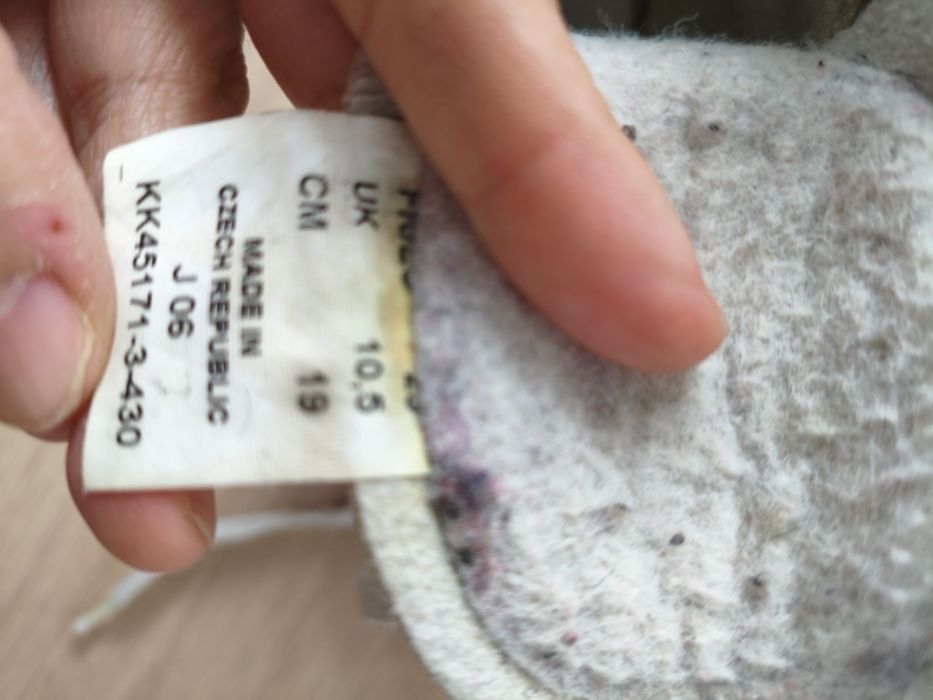 UK 10,5
CM 19
MADE IN
CZECH REPUBLIC
J 06
KK45171-3-430